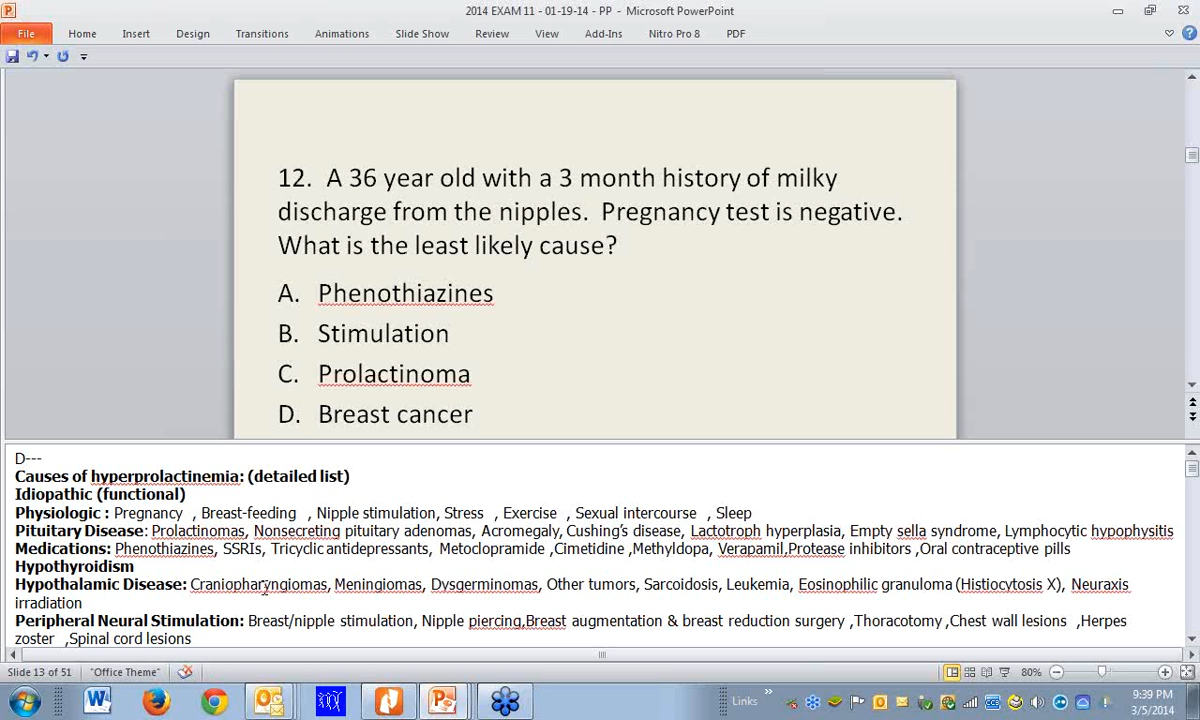 2014 EXAM 11 - 01-19-14 - PP - Microsoft PowerPoint
File Home Insert Design Transitions Animations Slide Show Review View Add-Ins Nitro Pro 8 PDF
12. A 36 year old with a 3 month history of milky
discharge from the nipples. Pregnancy test is negative.
What is the least likely cause?
A. Phenothiazines
B. Stimulation
C. Prolactinoma
D. Breast cancer
D---
Causes of hyperprolactinemia: (detailed list)
Idiopathic (functional)
Physiologic : Pregnancy , Breast-feeding , Nipple stimulation, Stress , Exercise , Sexual intercourse , Sleep
Pituitary Disease: Prolactinomas, Nonsecreting pituitary adenomas, Acromegaly, Cushing's disease, Lactotroph hyperplasia, Empty sella syndrome, Lymphocytic hypophysitis
Medications: Phenothiazines, SSRIs, Tricyclic antidepressants, Metoclopramide ,Cimetidine ,Methyldopa, Verapamil,Protease inhibitors ,Oral contraceptive pills
Hypothyroidism
Hypothalamic Disease: Craniopharyngiomas, Meningiomas, Dysgerminomas, Other tumors, Sarcoidosis, Leukemia, Eosinophilic granuloma (Histiocytosis X), Neuraxis
irradiation
Peripheral Neural Stimulation: Breast/nipple stimulation, Nipple piercing,Breast augmentation & breast reduction surgery ,Thoracotomy ,Chest wall lesions ,Herpes
zoster ,Spinal cord lesions
Slide 13 of 51 "Office Theme" 80%
Links » 9:39 PM
3/5/2014